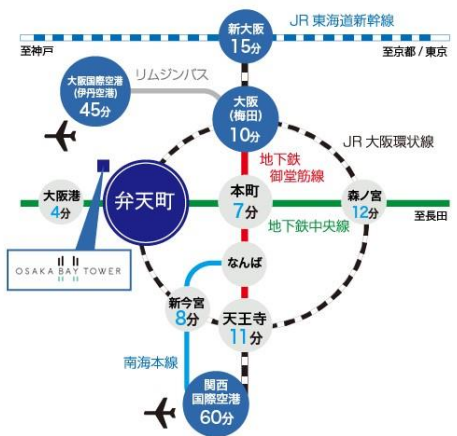 JR 東海道新幹線
新大阪
15分
至神戸
至京都/東京
リムジンバス
大阪国際空港
(伊丹空港)
45分
大阪
(梅田)
10分
JR 大阪環状線
地下鉄
御堂筋線
大阪港
4分
弁天町
本町
7分
森ノ宮
12分
地下鉄中央線
至長田
OSAKA BAY TOWER
なんば
新今宮
8分
天王寺
11分
南海本線
関西
国際空港
60分